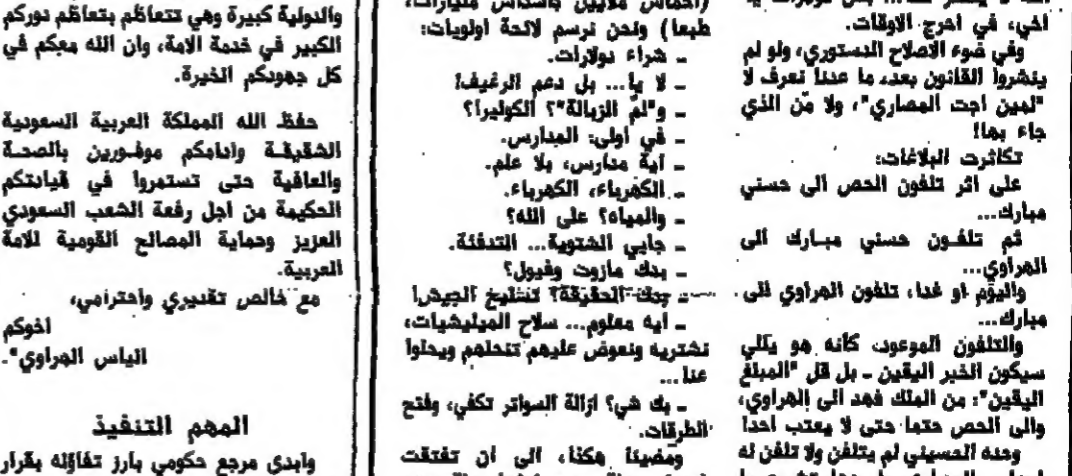 اخي، في احرج الاوقات.
وفي ضوء الاصلاح الدستوري، ولو لم
ينشروا القانون بعد، ما عدنا نعرف لا
"لمين اجت المصاري"، ولا مّن الذي
جاء بها!
تكاثرت البلاغات:
على اثر تلفون الحص الى حسني
مبارك...
ثم تلفون حسني مبارك الى
الهراوي...
واليوم او غدا، تلفون الهراوي الى
مبارك...
والتلفون الموعود كأنه هو يللي
سيكون الخبر اليقين - بل قل "المبلغ
اليقين": من الملك فهد الى الهراوي،
والى الحص حتما حتى لا يعتب احدا
وحده الحسيني لم يتلفن ولا تلفن له
(اخماس ملايين باسداس مليارات،
طبعا) ونحن نرسم لائحة اولويات:
- شراء دولارات.
- لا يا... بل دعم الرغيف!
- و"لمّ الزبالة"؟ الكوليرا؟
- في اولى: المدارس.
- اية مدارس، بلا علم.
- الكهرباء، الكهرباء.
- والمياه؟ على الله؟
- جايي الشتوية... التدفئة.
- بدك مازوت وفيول؟
- بدك الحقيقة؟ تسليح الجيش!
- ايه معلوم... سلاح الميليشيات،
نشتريه ونعوض عليهم تنحلهم ويحلوا
عنا...
- بك شي؟ ازالة السواتر تكفي، وفتح
الطرقات.
ومضينا هكذا، الى ان تفتقت
والدولية كبيرة وهي تتعاظم بتعاظم دوركم
الكبير في خدمة الامة، وان الله معكم في
كل جهودكم الخيرة.
حفظ الله المملكة العربية السعودية
الشقيقة وادامكم موفورين بالصحة
والعافية حتى تستمروا في قيادتكم
الحكيمة من اجل رفعة الشعب السعودي
العزيز وحماية المصالح القومية للامة
العربية.
مع خالص تقديري واحترامي،
اخوكم
الياس الهراوي".
المهم التنفيذ
وابدى مرجع حكومي بارز تفاؤله بقرار